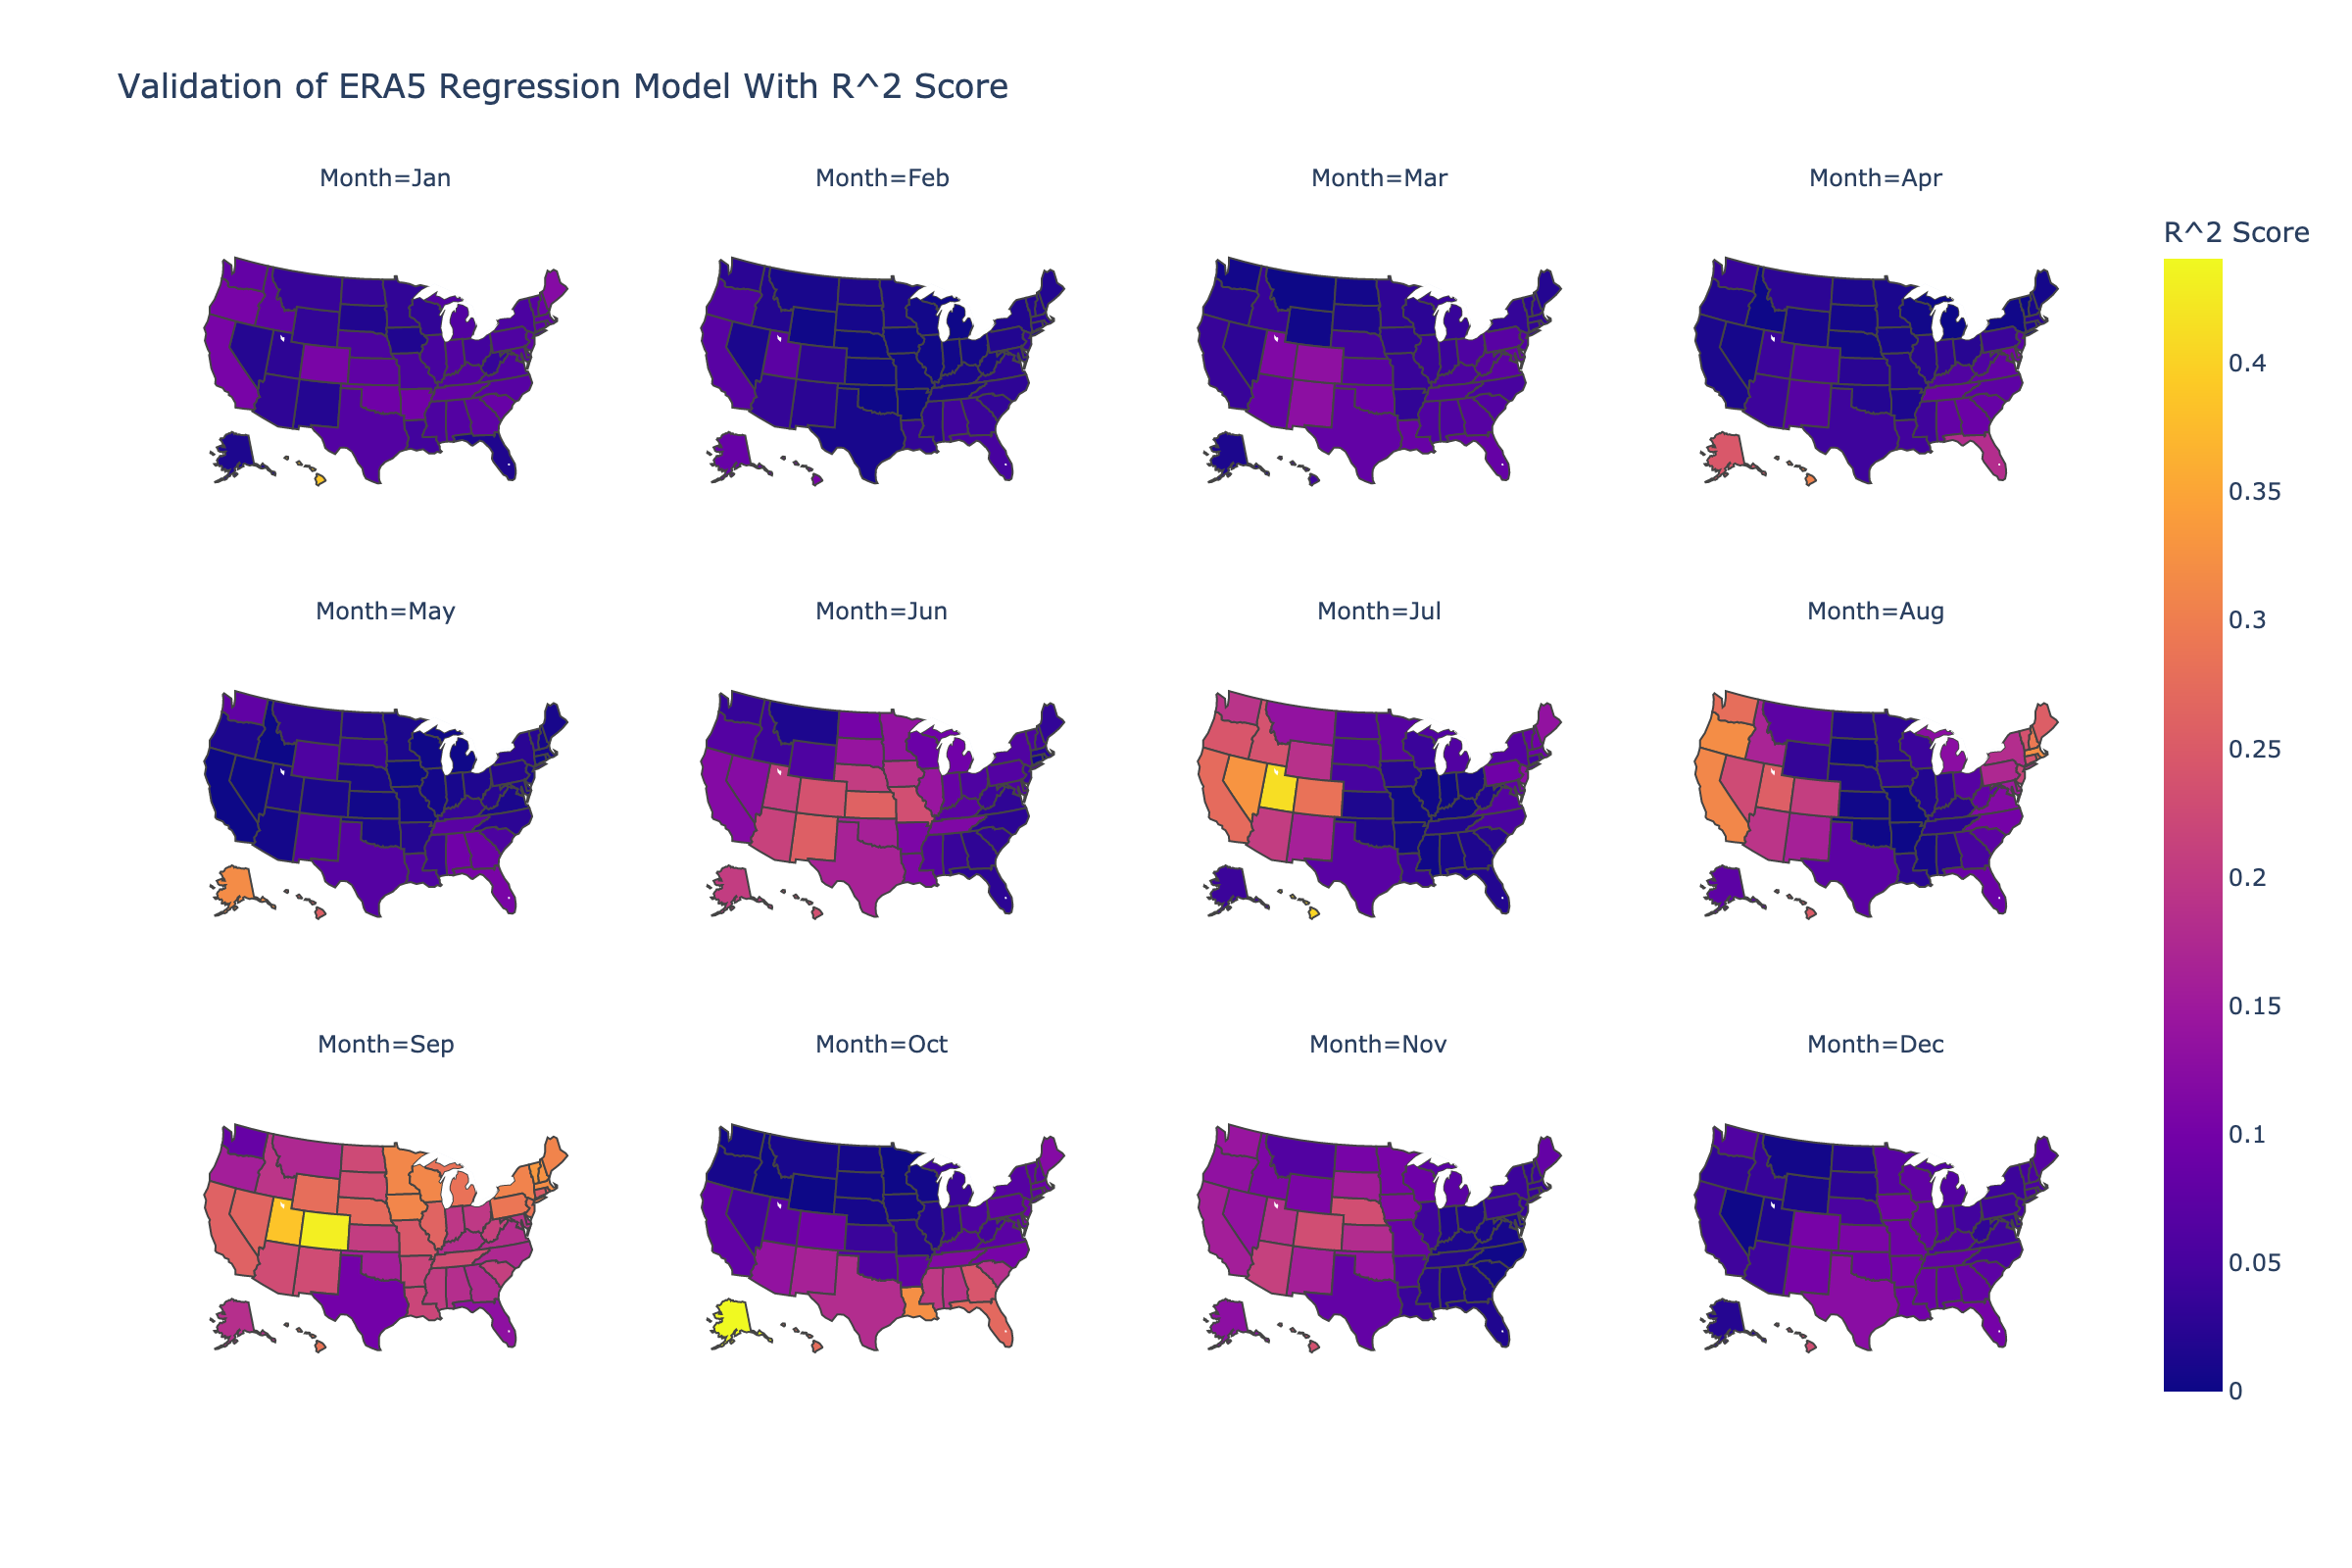 Validation of ERA5 Regression Model With R^2 Score
Month=Jan
Month=Feb
Month=Mar
Month=Apr
R^2 Score
0.4
0.35
0.3
0.25
0.2
0.15
0.1
0.05
0
Month=May
Month=Jun
Month=Jul
Month=Aug
Month=Sep
Month=Oct
Month=Nov
Month=Dec